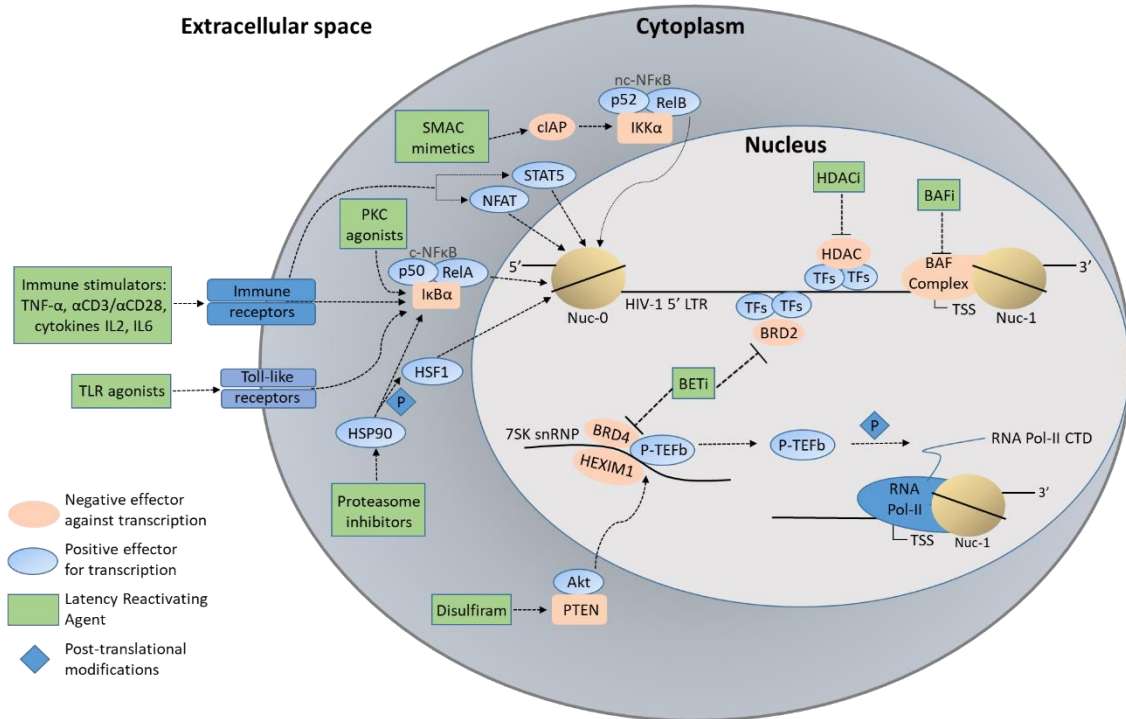 Extracellular space
Cytoplasm
nc-NFκB
p52
RelB
SMAC
mimetics
cIAP
IKKα
Nucleus
STAT5
NFAT
HDACi
BAFi
PKC
agonists
c-NFκB
p50
RelA
IκBα
5’
HDAC
TFs
TFs
BAF
Complex
3’
Immune stimulators:
TNF-α, αCD3/αCD28,
cytokines IL2, IL6
Immune
receptors
HIV-1 5’ LTR
TSS
Nuc-0
Nuc-1
TFs
TFs
BRD2
HSF1
TLR agonists
Toll-like
receptors
BETi
P
HSP90
7SK snRNP
BRD4
P-TEFb
HEXIM1
P-TEFb
P
RNA Pol-II CTD
RNA
Pol-II
3’
TSS
Nuc-1
Proteasome
inhibitors
Akt
PTEN
Disulfiram
Negative effector
against transcription
Positive effector
for transcription
Latency Reactivating
Agent
Post-translational
modifications